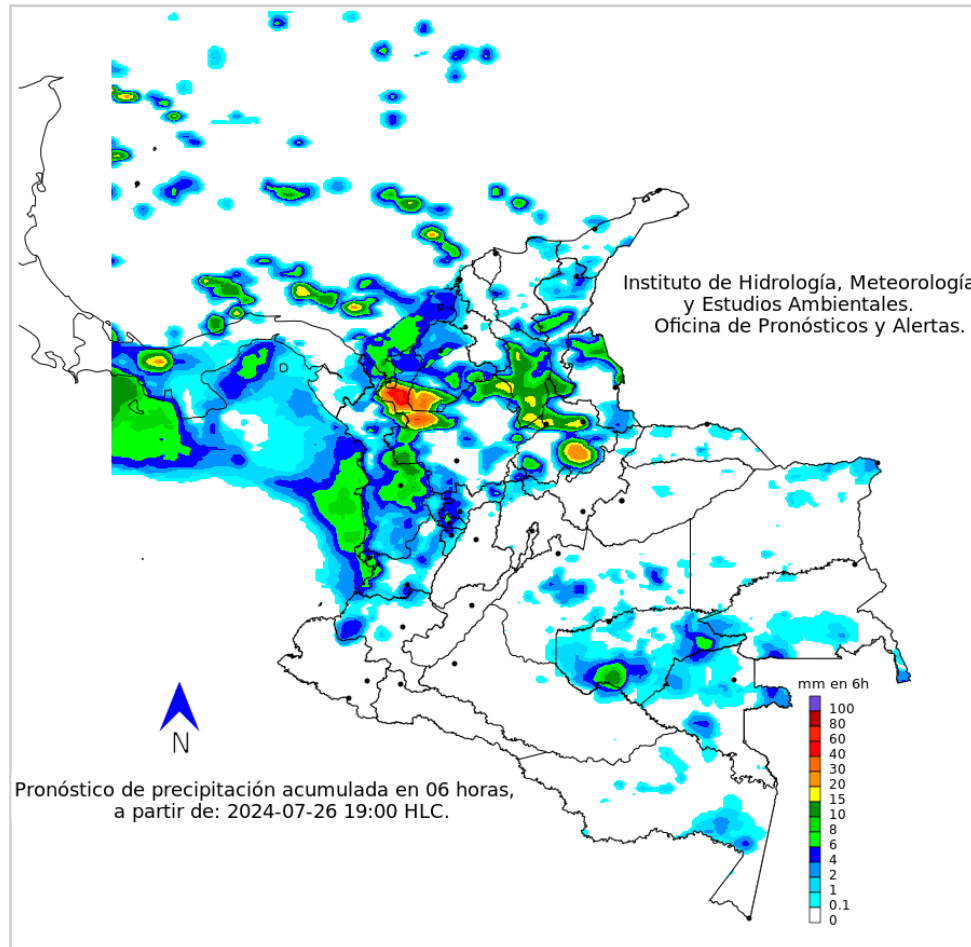 Instituto de Hidrología, Meteorología
y Estudios Ambientales.
Oficina de Pronósticos y Alertas.
mm en 6h
100
80
60
40
30
20
15
10
8
6
4
2
1
0.1
0
N
Pronóstico de precipitación acumulada en 06 horas,
a partir de: 2024-07-26 19:00 HLC.